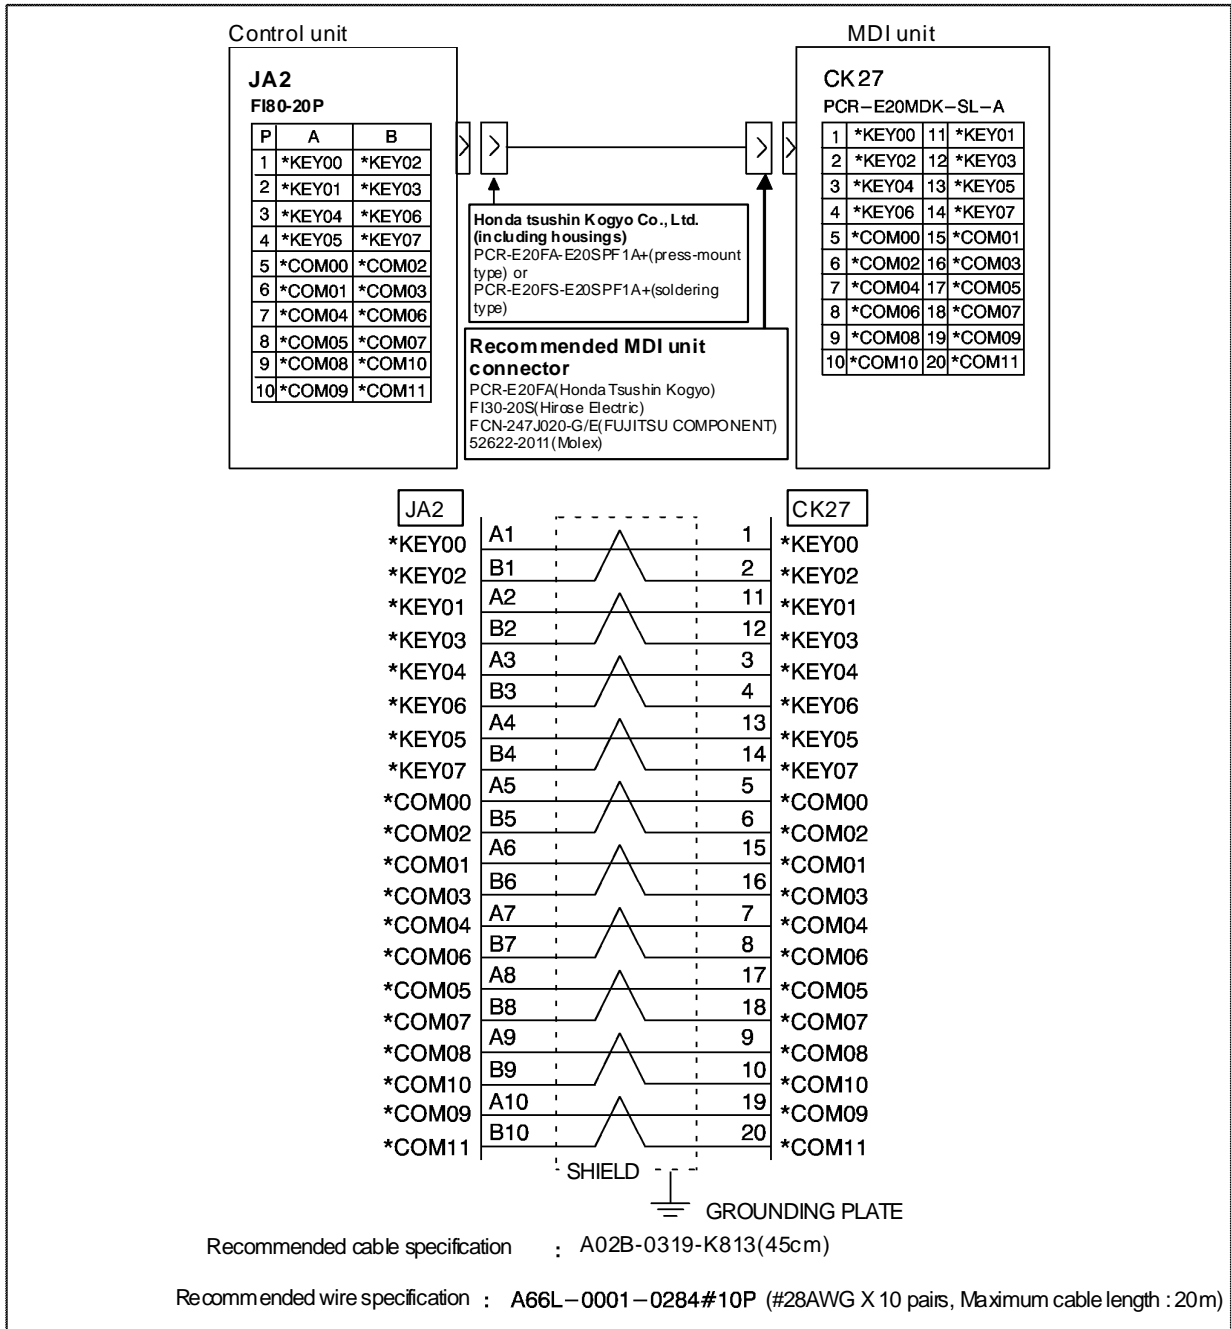 Control unit
MDI unit
JA2
FI80-20P
P A B
1 *KEY00 *KEY02
2 *KEY01 *KEY03
3 *KEY04 *KEY06
4 *KEY05 *KEY07
5 *COM00 *COM02
6 *COM01 *COM03
7 *COM04 *COM06
8 *COM05 *COM07
9 *COM08 *COM10
10 *COM09 *COM11
Honda tsushin Kogyo Co., Ltd.
(including housings)
PCR-E20FA-E20SPF1A+(press-mount
type) or
PCR-E20FS-E20SPF1A+(soldering
type)
Recommended MDI unit
connector
PCR-E20FA(Honda Tsushin Kogyo)
FI30-20S(Hirose Electric)
FCN-247J020-G/E(FUJITSU COMPONENT)
52622-2011(Molex)
CK27
PCR-E20MDK-SL-A
1 *KEY00 11 *KEY01
2 *KEY02 12 *KEY03
3 *KEY04 13 *KEY05
4 *KEY06 14 *KEY07
5 *COM00 15 *COM01
6 *COM02 16 *COM03
7 *COM04 17 *COM05
8 *COM06 18 *COM07
9 *COM08 19 *COM09
10 *COM10 20 *COM11
JA2 CK27
*KEY00 A1 1 *KEY00
*KEY02 B1 2 *KEY02
*KEY01 A2 11 *KEY01
*KEY03 B2 12 *KEY03
*KEY04 A3 3 *KEY04
*KEY06 B3 4 *KEY06
*KEY05 A4 13 *KEY05
*KEY07 B4 14 *KEY07
*COM00 A5 5 *COM00
*COM02 B5 6 *COM02
*COM01 A6 15 *COM01
*COM03 B6 16 *COM03
*COM04 A7 7 *COM04
*COM06 B7 8 *COM06
*COM05 A8 17 *COM05
*COM07 B8 18 *COM07
*COM08 A9 9 *COM08
*COM10 B9 10 *COM10
*COM09 A10 19 *COM09
*COM11 B10 20 *COM11
SHIELD
GROUNDING PLATE
Recommended cable specification : A02B-0319-K813(45cm)
Recommended wire specification : A66L-0001-0284#10P (#28AWG X 10 pairs, Maximum cable length : 20m)